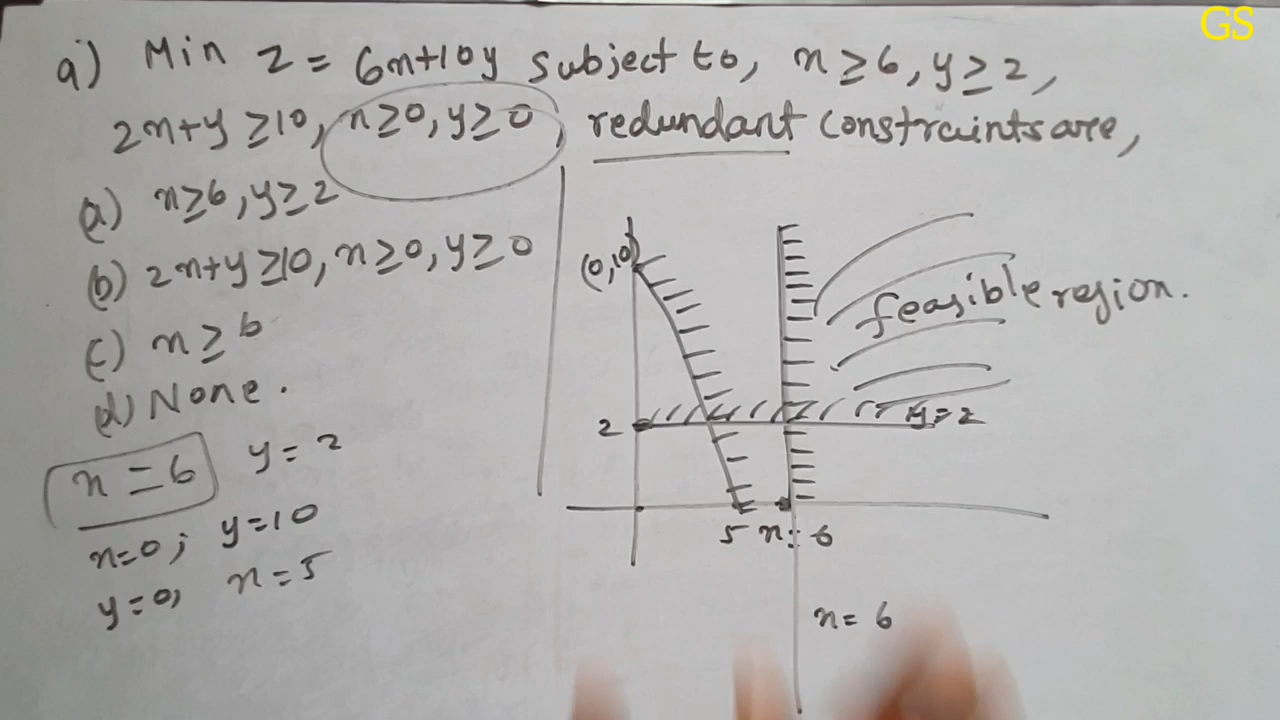 GS
q) Min Z = 6x+10y subject to, x ≥ 6, y ≥ 2,
2x+y ≥ 10, x ≥ 0, y ≥ 0, redundant constraints are,
(a) x ≥ 6, y ≥ 2
(b) 2x+y ≥ 10, x ≥ 0, y ≥ 0
(c) x ≥ 6
(d) None.
x = 6 y = 2
x=0; y=10
y=0, x=5
(0,10)
feasible region.
2
y=2
5 x=6
x=6